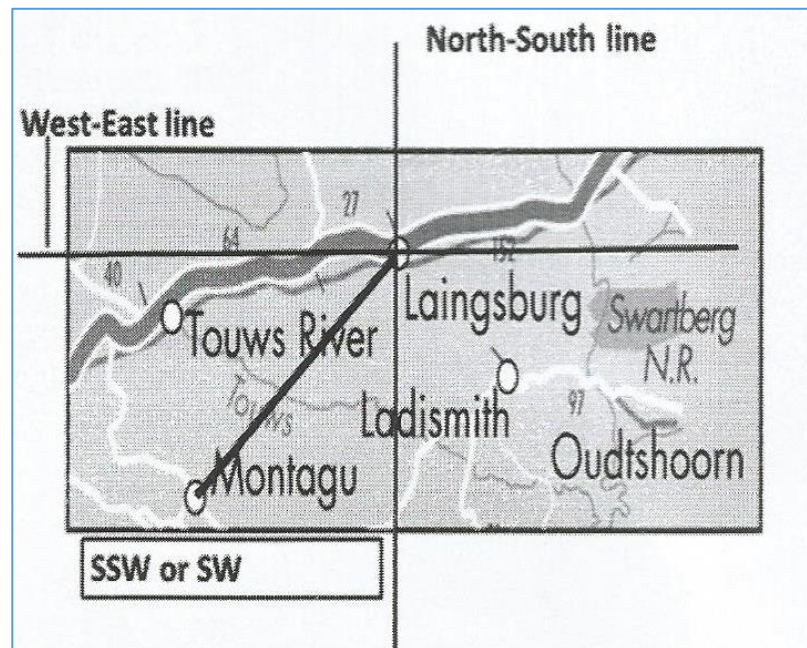 North-South line
West-East line
27
64
152
40
Laingsburg
Touws River
Swartberg
N.R.
Touws
Ladismith
97
Montagu
Oudtshoorn
SSW or SW